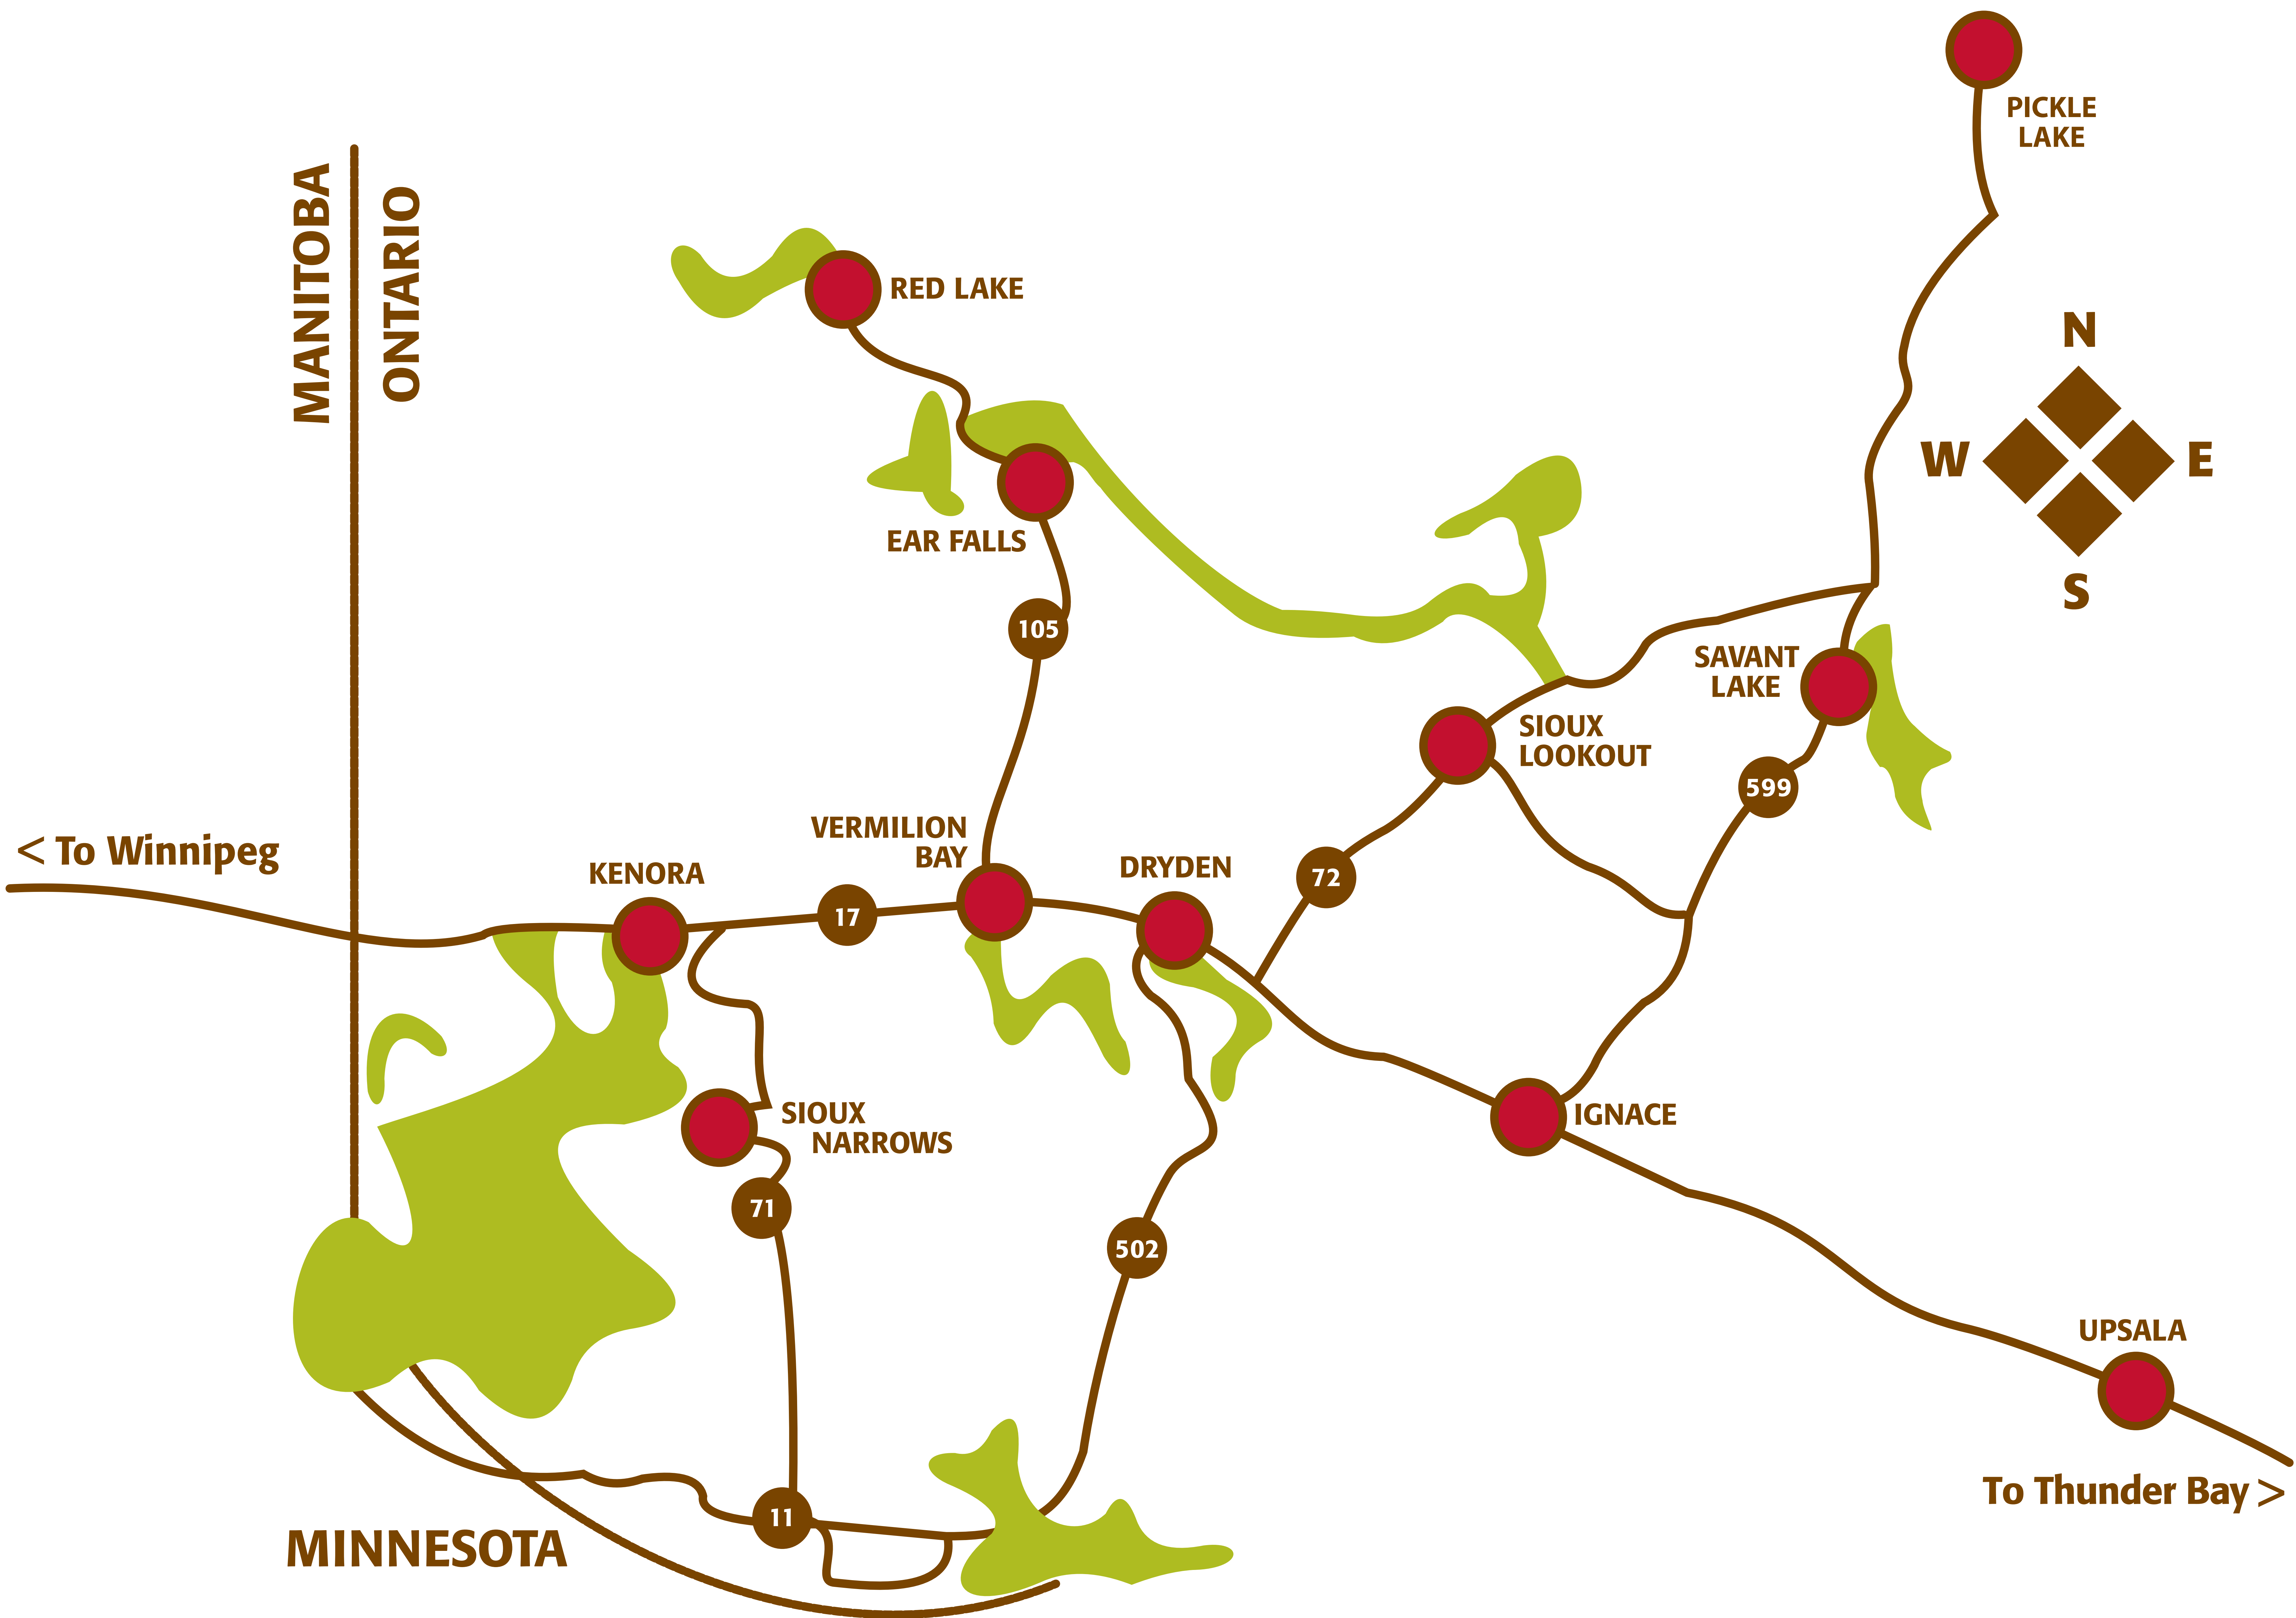 PICKLE
LAKE
MANITOBA
ONTARIO
RED LAKE
N
W
E
S
EAR FALLS
105
SAVANT
LAKE
SIOUX
LOOKOUT
599
VERMILION
BAY
< To Winnipeg
KENORA
DRYDEN
72
17
SIOUX
NARROWS
IGNACE
71
502
UPSALA
To Thunder Bay >
11
MINNESOTA